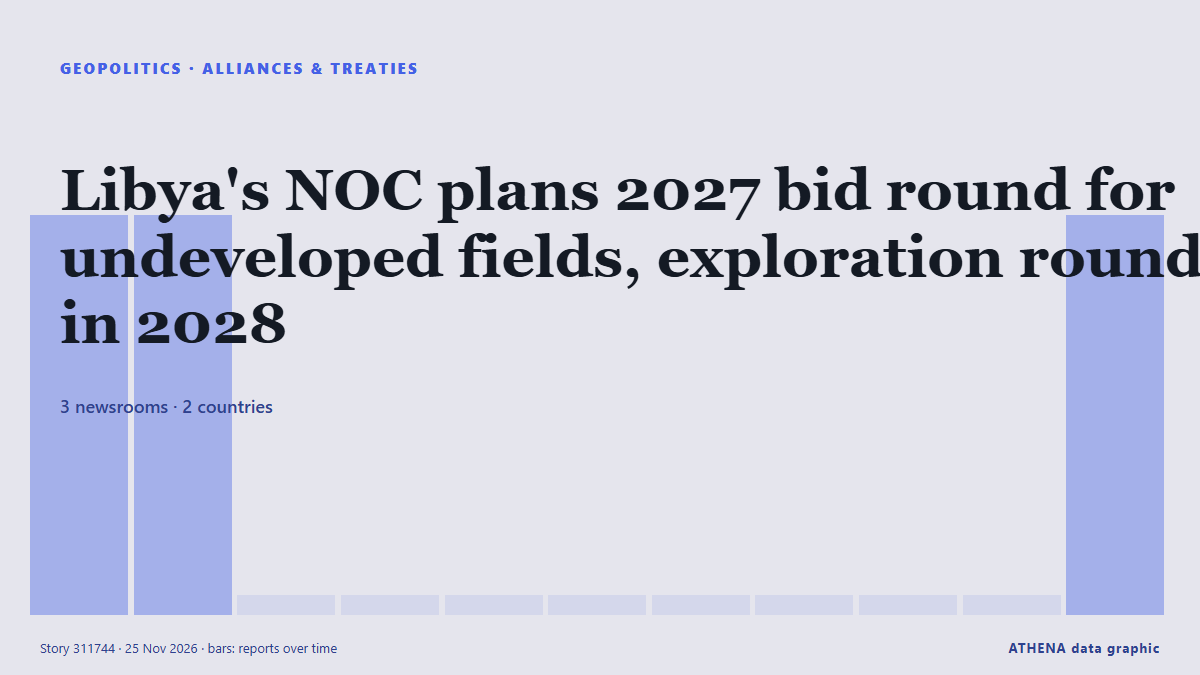 GEOPOLITICS · ALLIANCES & TREATIES
Libya's NOC plans 2027 bid round for
undeveloped fields, exploration round
in 2028
3 newsrooms · 2 countries
Story 311744 · 25 Nov 2026 · bars: reports over time
ATHENA data graphic